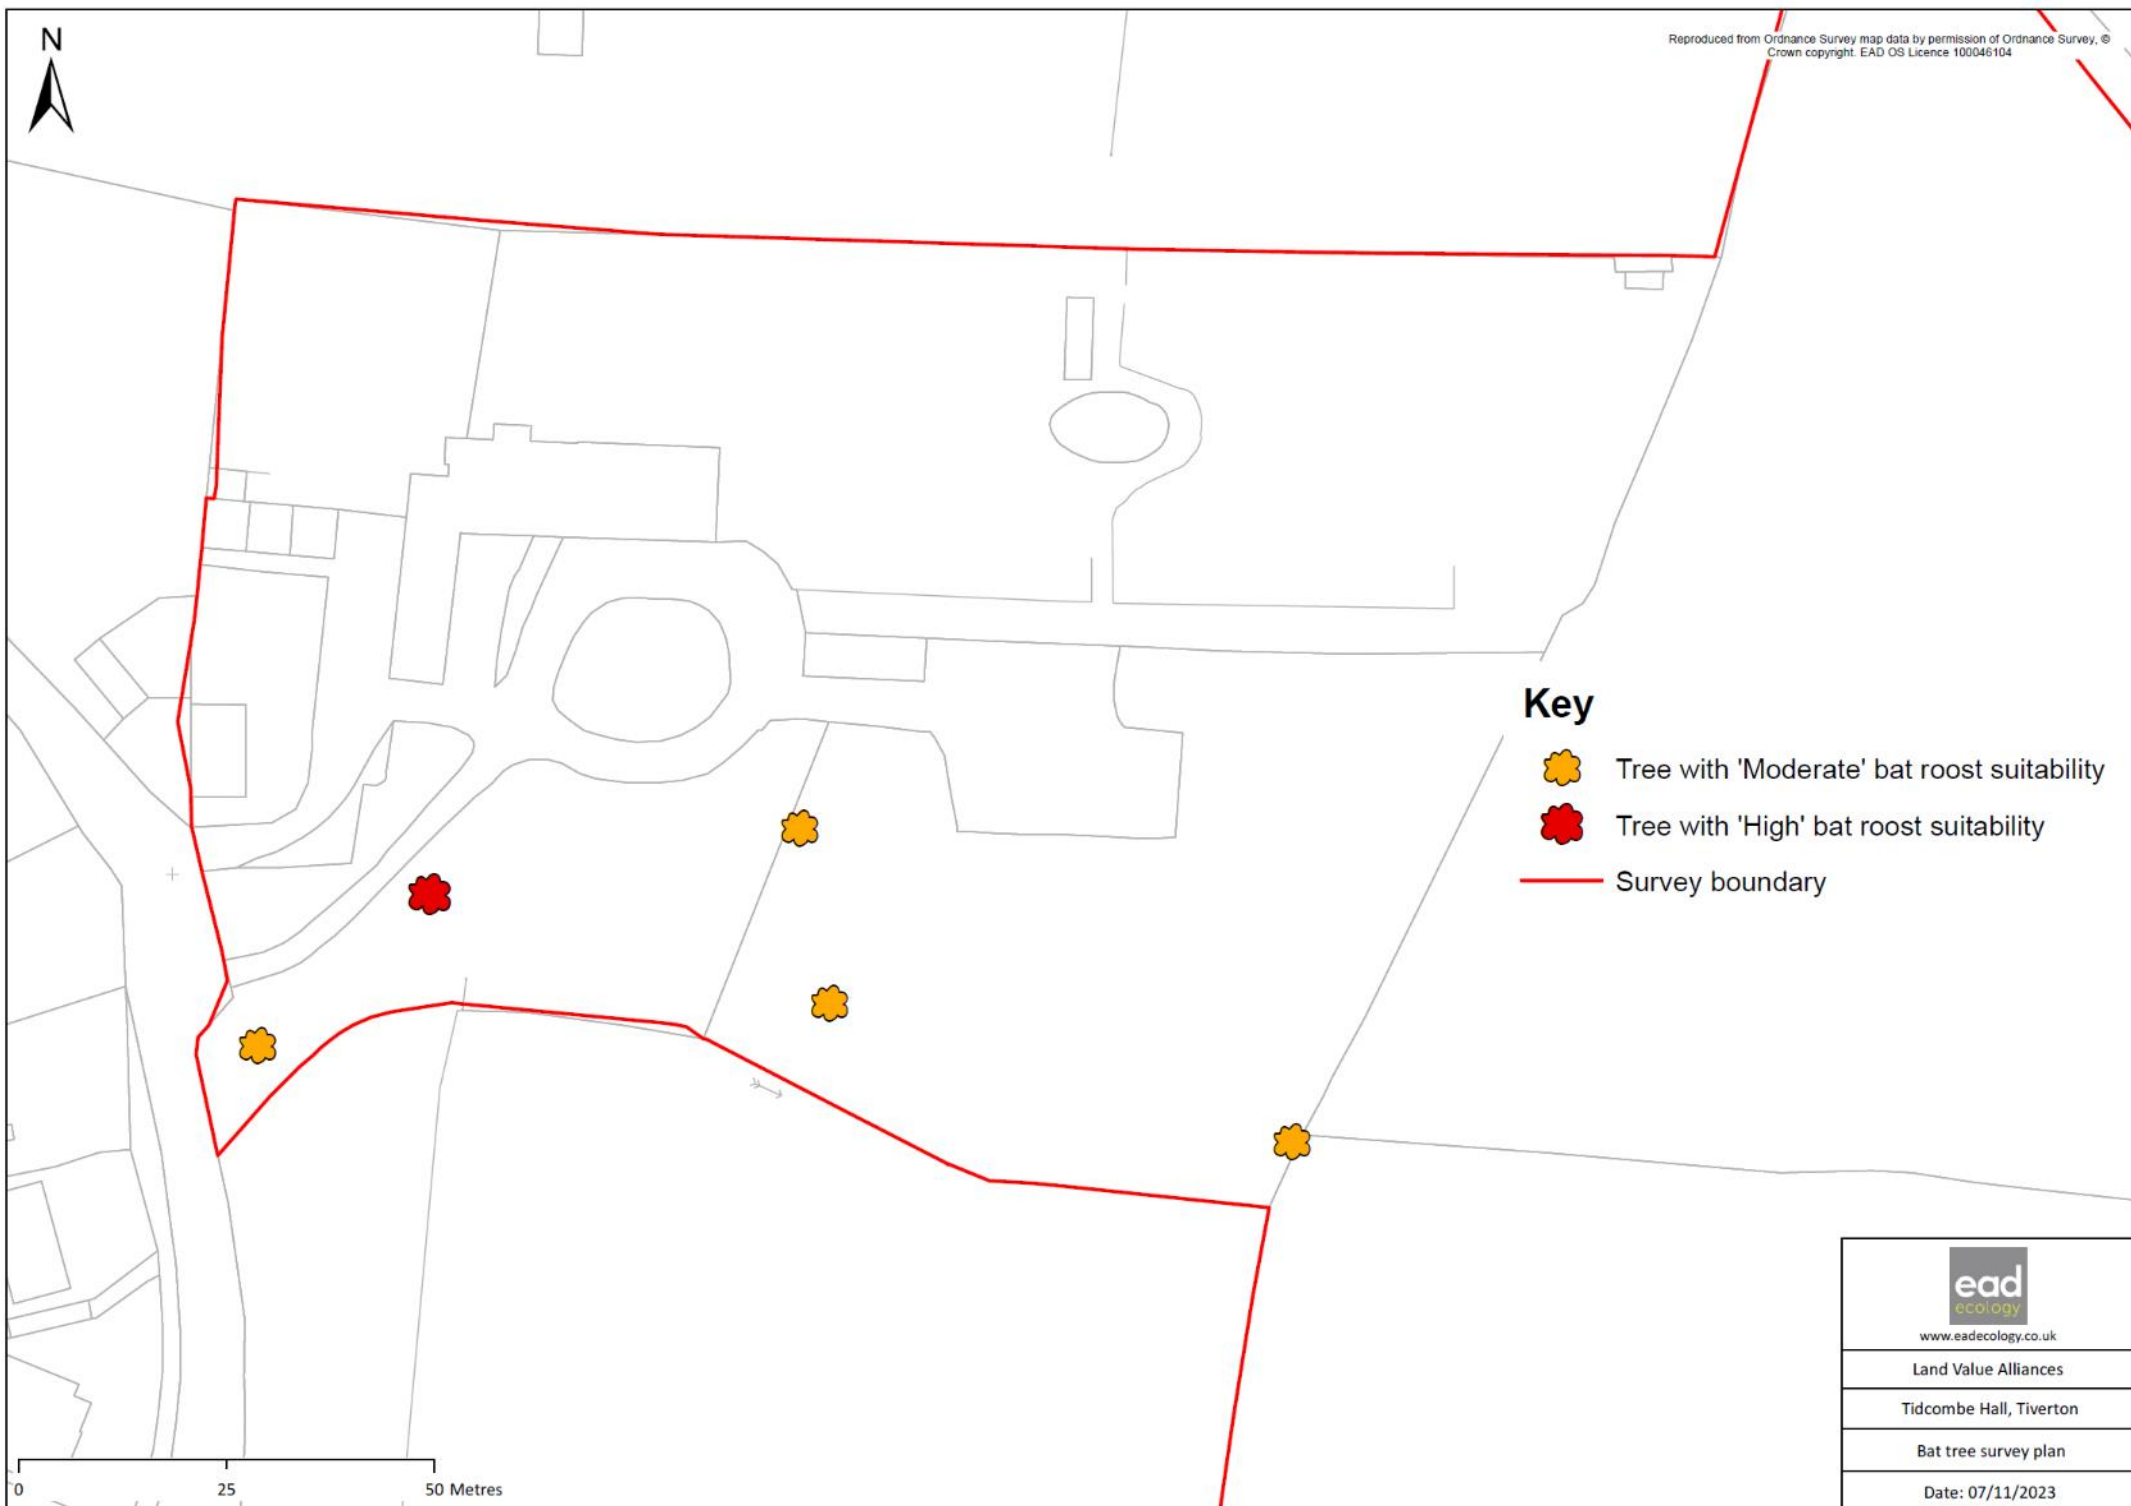 N
Reproduced from Ordnance Survey map data by permission of Ordnance Survey, ©
Crown copyright. EAD OS Licence 100046104
Key
Tree with 'Moderate' bat roost suitability
Tree with 'High' bat roost suitability
Survey boundary
ead
ecology
www.eadecology.co.uk
Land Value Alliances
Tidcombe Hall, Tiverton
Bat tree survey plan
Date: 07/11/2023
0 25 50 Metres